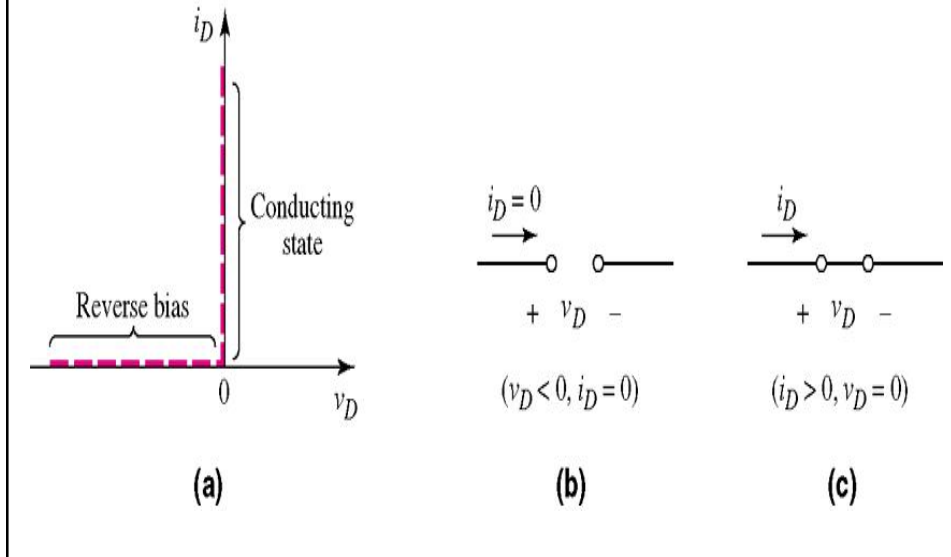 i_D
Conducting
state
Reverse bias
0
v_D
(a)
i_D = 0
+ v_D –
(v_D < 0, i_D = 0)
(b)
i_D
+ v_D –
(i_D > 0, v_D = 0)
(c)